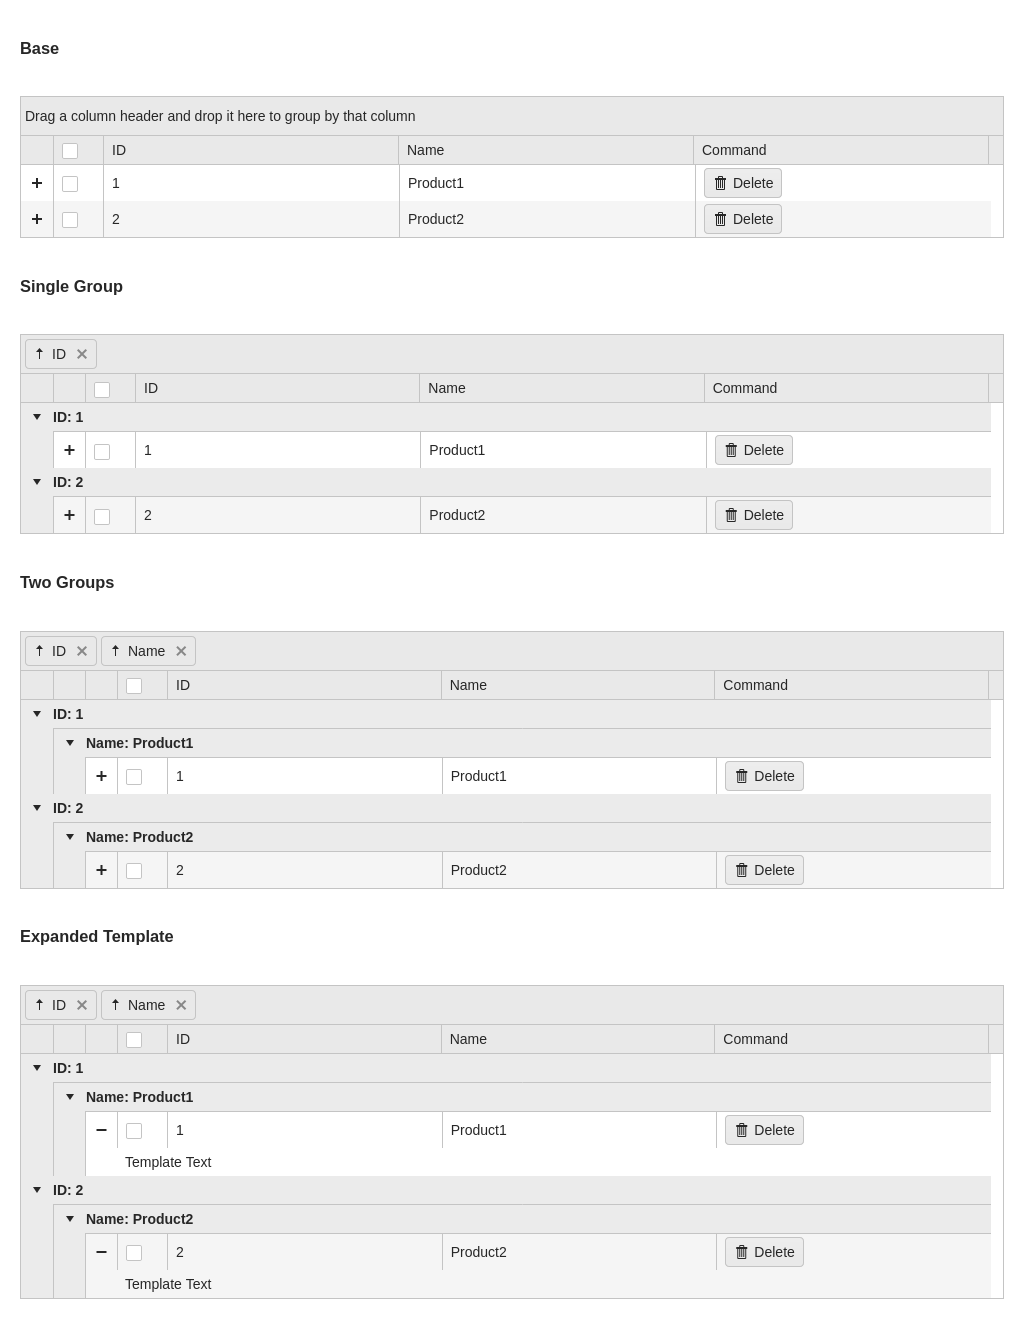 Base
Drag a column header and drop it here to group by that column
ID Name Command
1 Product1 Delete
2 Product2 Delete
Single Group
ID
ID Name Command
ID: 1
1 Product1 Delete
ID: 2
2 Product2 Delete
Two Groups
ID Name
ID Name Command
ID: 1
Name: Product1
1 Product1 Delete
ID: 2
Name: Product2
2 Product2 Delete
Expanded Template
ID Name
ID Name Command
ID: 1
Name: Product1
1 Product1 Delete
Template Text
ID: 2
Name: Product2
2 Product2 Delete
Template Text